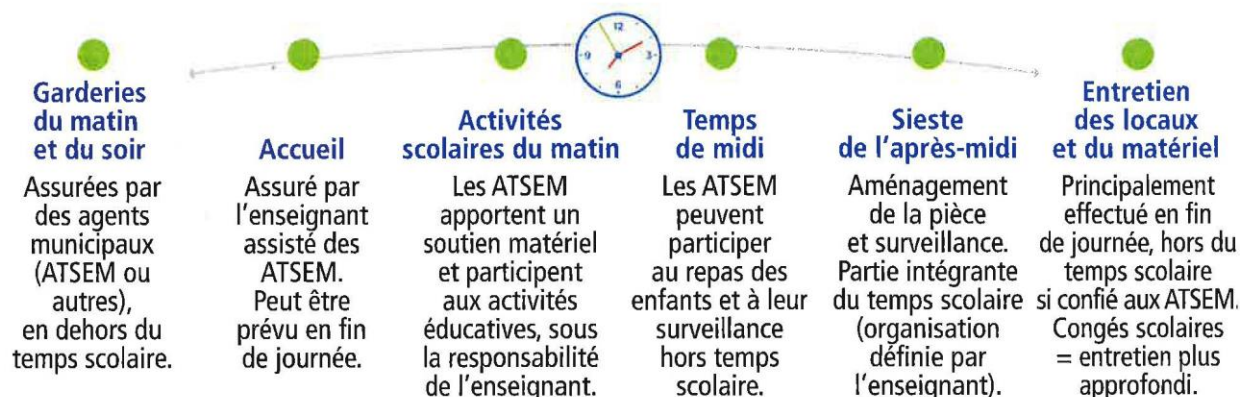 12
3
6
9
Garderies
du matin
et du soir
Assurées par
des agents
municipaux
(ATSEM ou
autres),
en dehors du
temps scolaire.
Accueil
Assuré par
l'enseignant
assisté des
ATSEM.
Peut être
prévu en fin
de journée.
Activités
scolaires du matin
Les ATSEM
apportent un
soutien matériel
et participent
aux activités
éducatives, sous
la responsabilité
de l'enseignant.
Temps
de midi
Les ATSEM
peuvent
participer
au repas des
enfants et à leur
surveillance
hors temps
scolaire.
Sieste
de l'après-midi
Aménagement
de la pièce
et surveillance.
Partie intégrante
du temps scolaire
(organisation
définie par
l'enseignant).
Entretien
des locaux
et du matériel
Principalement
effectué en fin
de journée, hors du
temps scolaire
si confié aux ATSEM.
Congés scolaires
= entretien plus
approfondi.